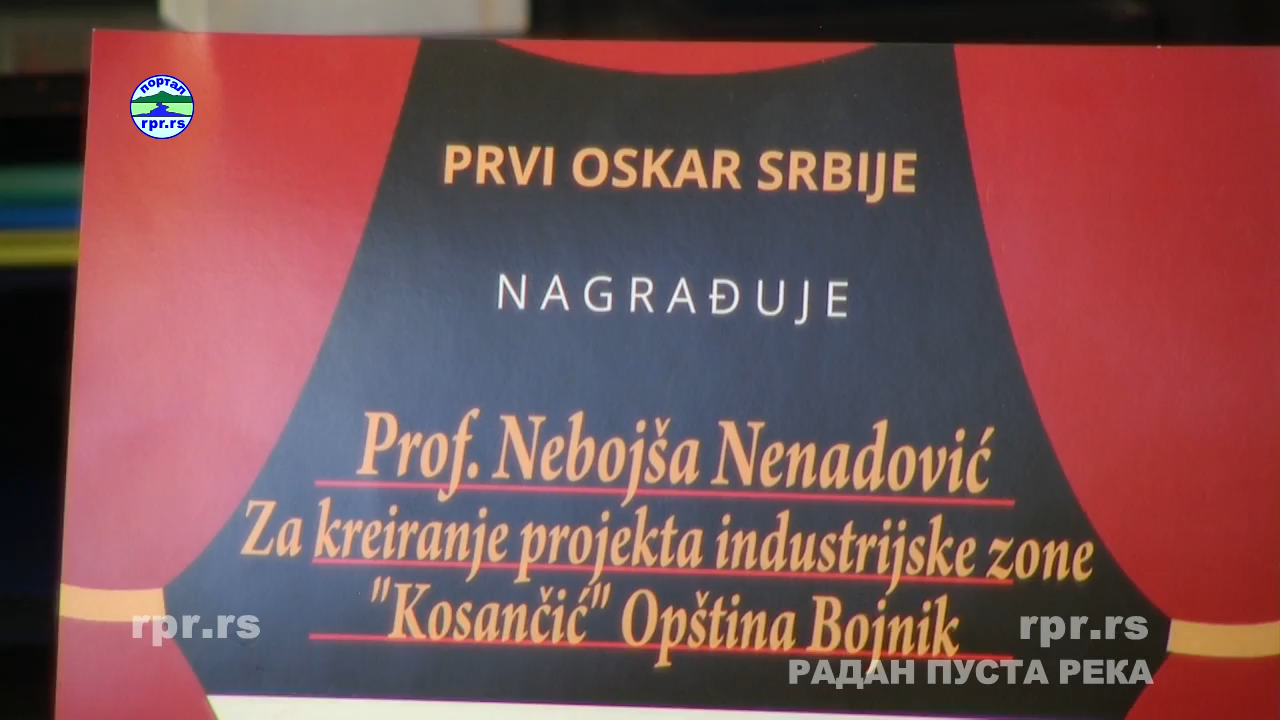 портал
rpr.rs
PRVI OSKAR SRBIJE
NAGRAĐUJE
Prof. Nebojša Nenadović
Za kreiranje projekta industrijske zone
"Kosančić" Opština Bojnik
rpr.rs
rpr.rs
РАДАН ПУСТА РЕКА